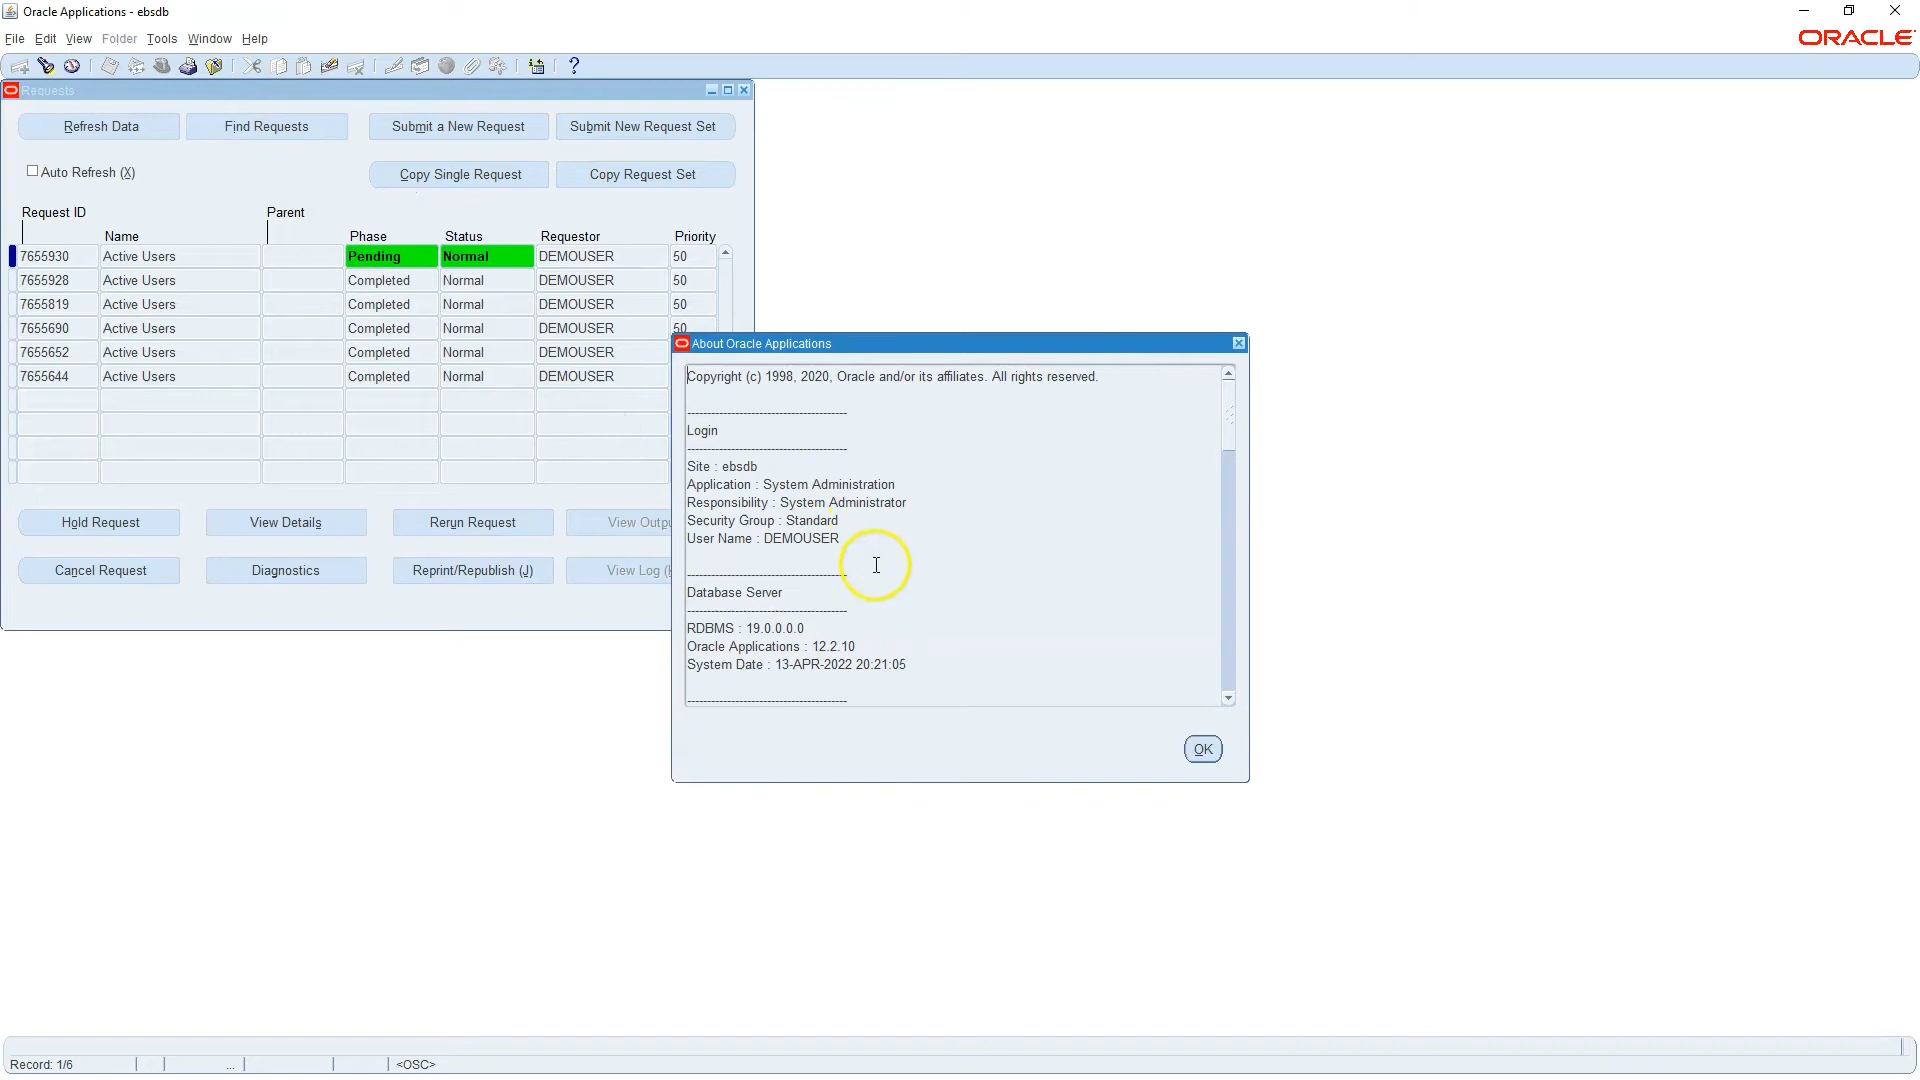 Oracle Applications - ebsdb
File Edit View Folder Tools Window Help
ORACLE
Requests
Refresh Data Find Requests Submit a New Request Submit New Request Set
Auto Refresh (X) Copy Single Request Copy Request Set
Request ID Parent
Name Phase Status Requestor Priority
7655930 Active Users Pending Normal DEMOUSER 50
7655928 Active Users Completed Normal DEMOUSER 50
7655819 Active Users Completed Normal DEMOUSER 50
7655690 Active Users Completed Normal DEMOUSER 50
7655652 Active Users Completed Normal DEMOUSER
7655644 Active Users Completed Normal DEMOUSER
Hold Request View Details Rerun Request View Outpu
Cancel Request Diagnostics Reprint/Republish (J) View Log (
About Oracle Applications
Copyright (c) 1998, 2020, Oracle and/or its affiliates. All rights reserved.
----------------------------------------
Login
----------------------------------------
Site : ebsdb
Application : System Administration
Responsibility : System Administrator
Security Group : Standard
User Name : DEMOUSER
----------------------------------------
Database Server
----------------------------------------
RDBMS : 19.0.0.0.0
Oracle Applications : 12.2.10
System Date : 13-APR-2022 20:21:05
----------------------------------------
OK
Record: 1/6 ... <OSC>